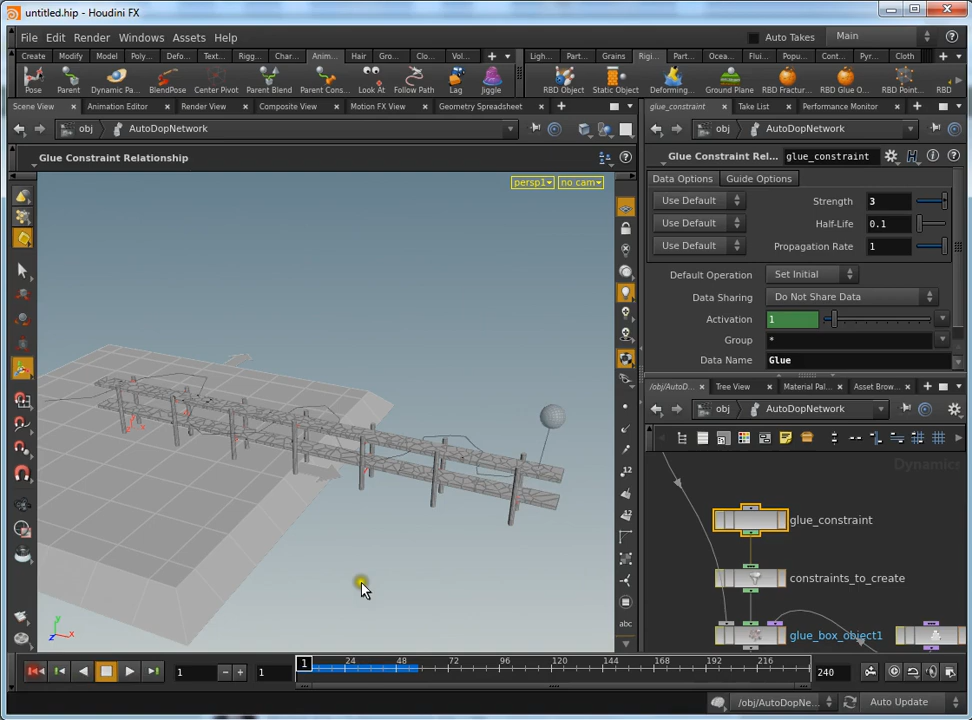 untitled.hip - Houdini FX
File Edit Render Windows Assets Help Auto Takes Main
Create Modify Model Polyg... Defo... Text... Rigg... Char... Anim... Hair Gro... Clo... Vol... Ligh... Part... Grains Rigi... Part... Ocea... Flui... Popu... Cont... Pyr... Cloth
Pose Parent Dynamic Pa... BlendPose Center Pivot Parent Blend Parent Cons... Look At Follow Path Lag Jiggle RBD Object Static Object Deforming... Ground Plane RBD Fractur... RBD Glue O... RBD Point... RBD
Scene View Animation Editor Render View Composite View Motion FX View Geometry Spreadsheet
obj AutoDopNetwork
Glue Constraint Relationship
persp1 no cam
glue_constraint Take List Performance Monitor
obj AutoDopNetwork
Glue Constraint Rel... glue_constraint
Data Options Guide Options
Use Default Strength 3
Use Default Half-Life 0.1
Use Default Propagation Rate 1
Default Operation Set Initial
Data Sharing Do Not Share Data
Activation 1
Group *
Data Name Glue
/obj/AutoD... Tree View Material Pal... Asset Brow...
obj AutoDopNetwork
Dynamics
glue_constraint
constraints_to_create
glue_box_object1
y z x
1 1 1 24 48 72 96 120 144 168 192 216 240
/obj/AutoDopNe... Auto Update